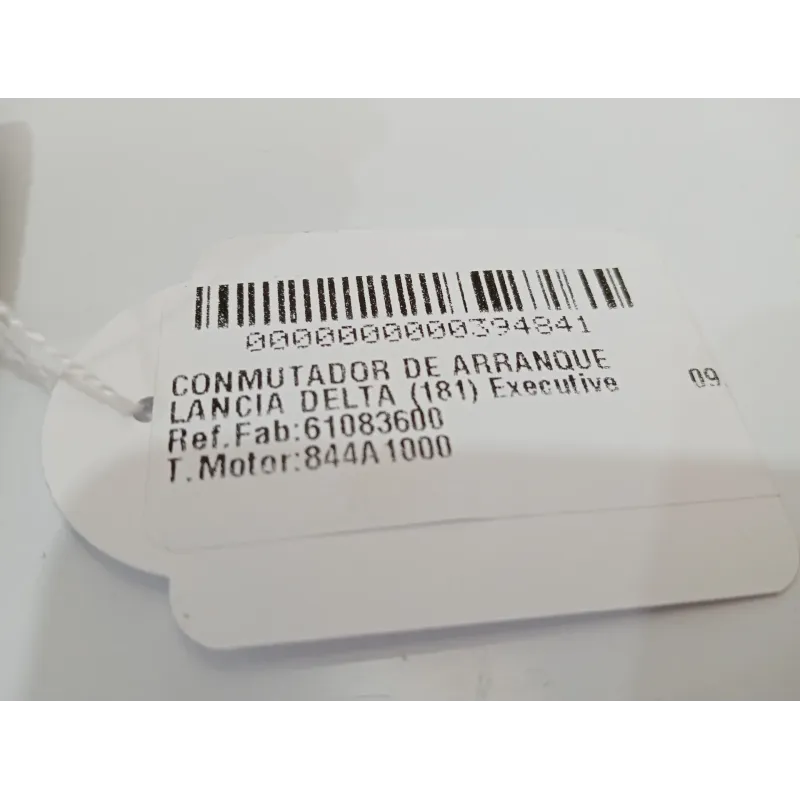 0000000000394841
CONMUTADOR DE ARRANQUE
LANCIA DELTA (181) Executive 09.
Ref.Fab:61083600
T.Motor:844A1000